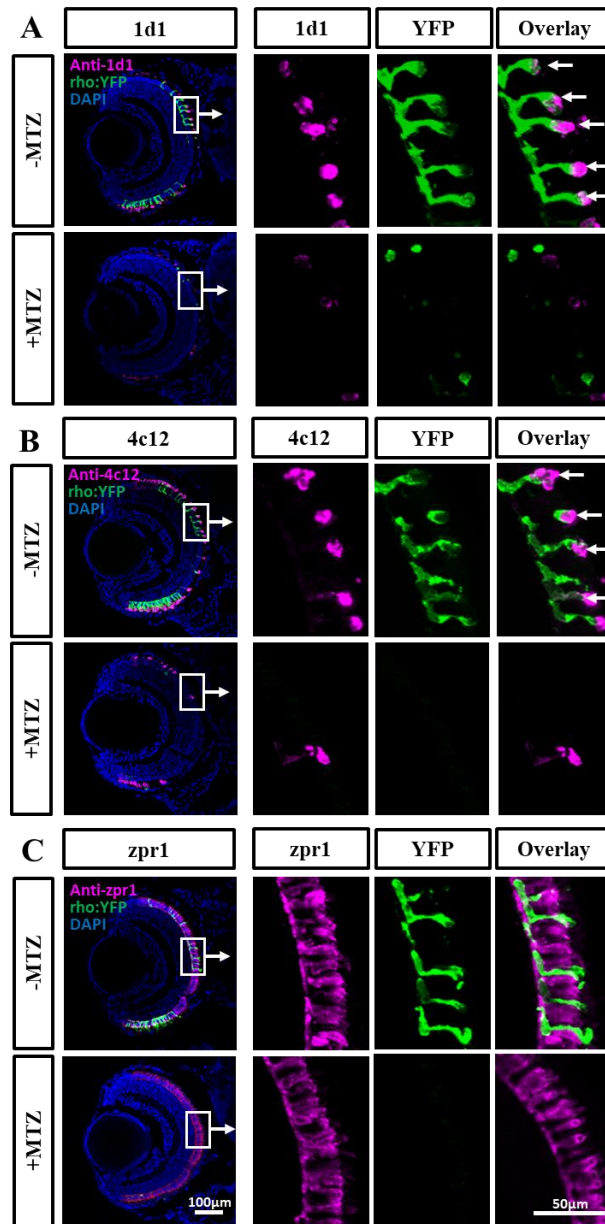 A
1d1
1d1
YFP
Overlay
-MTZ
Anti-1d1
rho:YFP
DAPI
+MTZ
B
4c12
4c12
YFP
Overlay
-MTZ
Anti-4c12
rho:YFP
DAPI
+MTZ
C
zpr1
zpr1
YFP
Overlay
-MTZ
Anti-zpr1
rho:YFP
DAPI
+MTZ
100μm
50μm